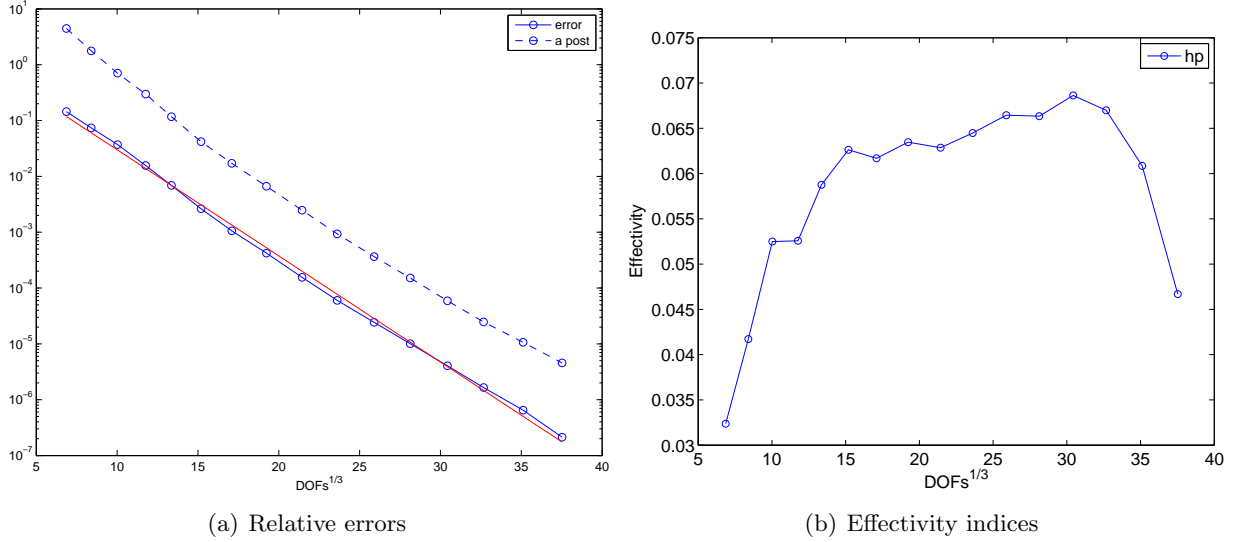 10^1
10^0
10^-1
10^-2
10^-3
10^-4
10^-5
10^-6
10^-7
error
a post
5 10 15 20 25 30 35 40
DOFs^1/3
(a) Relative errors
0.075
0.07
0.065
0.06
0.055
0.05
0.045
0.04
0.035
0.03
Effectivity
hp
5 10 15 20 25 30 35 40
DOFs^1/3
(b) Effectivity indices